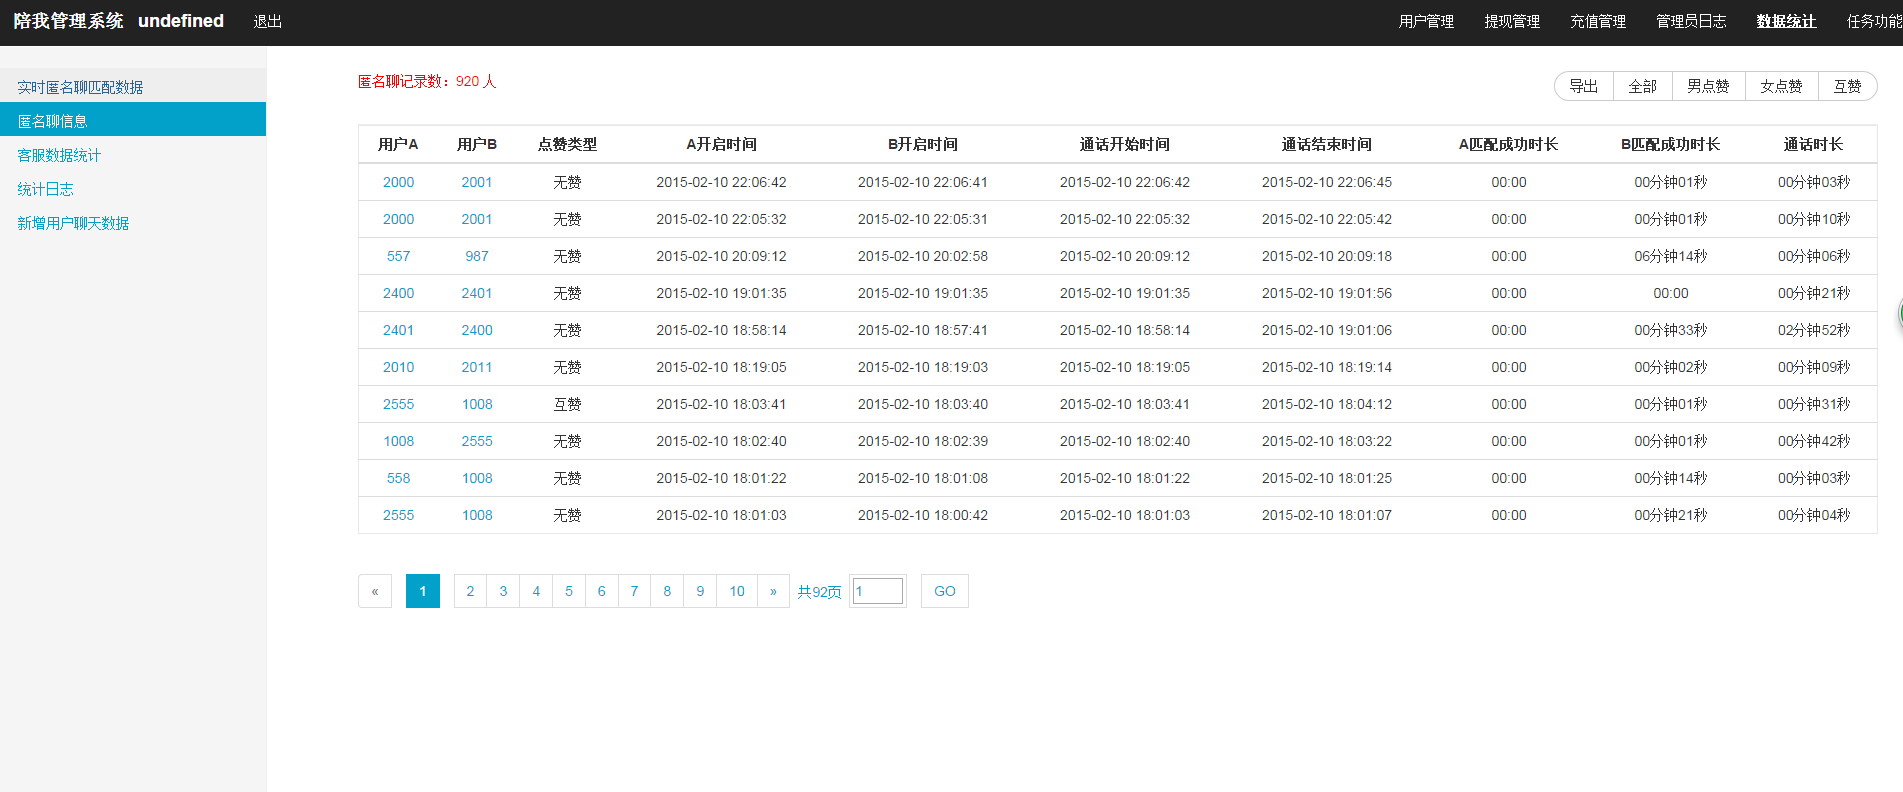 陪我管理系统 undefined 退出 用户管理 提现管理 充值管理 管理员日志 数据统计 任务功能
实时匿名聊匹配数据
匿名聊信息
客服数据统计
统计日志
新增用户聊天数据
匿名聊记录数：920 人
导出 全部 男点赞 女点赞 互赞
用户A 用户B 点赞类型 A开启时间 B开启时间 通话开始时间 通话结束时间 A匹配成功时长 B匹配成功时长 通话时长
2000 2001 无赞 2015-02-10 22:06:42 2015-02-10 22:06:41 2015-02-10 22:06:42 2015-02-10 22:06:45 00:00 00分钟01秒 00分钟03秒
2000 2001 无赞 2015-02-10 22:05:32 2015-02-10 22:05:31 2015-02-10 22:05:32 2015-02-10 22:05:42 00:00 00分钟01秒 00分钟10秒
557 987 无赞 2015-02-10 20:09:12 2015-02-10 20:02:58 2015-02-10 20:09:12 2015-02-10 20:09:18 00:00 06分钟14秒 00分钟06秒
2400 2401 无赞 2015-02-10 19:01:35 2015-02-10 19:01:35 2015-02-10 19:01:35 2015-02-10 19:01:56 00:00 00:00 00分钟21秒
2401 2400 无赞 2015-02-10 18:58:14 2015-02-10 18:57:41 2015-02-10 18:58:14 2015-02-10 19:01:06 00:00 00分钟33秒 02分钟52秒
2010 2011 无赞 2015-02-10 18:19:05 2015-02-10 18:19:03 2015-02-10 18:19:05 2015-02-10 18:19:14 00:00 00分钟02秒 00分钟09秒
2555 1008 互赞 2015-02-10 18:03:41 2015-02-10 18:03:40 2015-02-10 18:03:41 2015-02-10 18:04:12 00:00 00分钟01秒 00分钟31秒
1008 2555 无赞 2015-02-10 18:02:40 2015-02-10 18:02:39 2015-02-10 18:02:40 2015-02-10 18:03:22 00:00 00分钟01秒 00分钟42秒
558 1008 无赞 2015-02-10 18:01:22 2015-02-10 18:01:08 2015-02-10 18:01:22 2015-02-10 18:01:25 00:00 00分钟14秒 00分钟03秒
2555 1008 无赞 2015-02-10 18:01:03 2015-02-10 18:00:42 2015-02-10 18:01:03 2015-02-10 18:01:07 00:00 00分钟21秒 00分钟04秒
« 1 2 3 4 5 6 7 8 9 10 » 共92页 1 GO